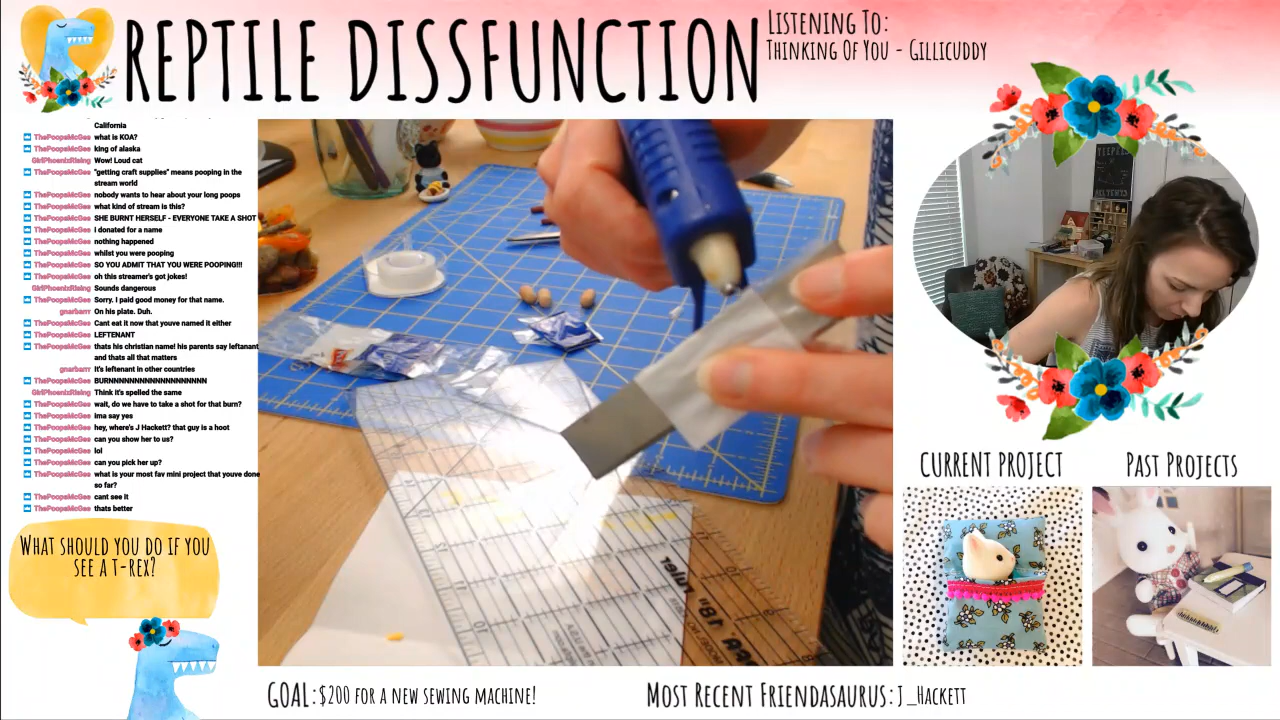 REPTILE DISSFUNCTION
LISTENING TO:
THINKING OF YOU - GILLICUDDY
California
ThePoopsMcGee what is KOA?
ThePoopsMcGee king of alaska
GirlPhoenixRising Wow! Loud cat
ThePoopsMcGee "getting craft supplies" means pooping in the
stream world
ThePoopsMcGee nobody wants to hear about your long poops
ThePoopsMcGee what kind of stream is this?
ThePoopsMcGee SHE BURNT HERSELF - EVERYONE TAKE A SHOT
ThePoopsMcGee i donated for a name
ThePoopsMcGee nothing happened
ThePoopsMcGee whilst you were pooping
ThePoopsMcGee SO YOU ADMIT THAT YOU WERE POOPING!!!
ThePoopsMcGee oh this streamer's got jokes!
GirlPhoenixRising Sounds dangerous
ThePoopsMcGee Sorry. I paid good money for that name.
gnarbarrr On his plate. Duh.
ThePoopsMcGee Cant eat it now that youve named it either
ThePoopsMcGee LEFTENANT
ThePoopsMcGee thats his christian name! his parents say leftenant
and thats all that matters
gnarbarrr It's leftenant in other countries
ThePoopsMcGee BURNNNNNNNNNNNNNNNNNNN
GirlPhoenixRising Think it's spelled the same
ThePoopsMcGee wait, do we have to take a shot for that burn?
ThePoopsMcGee ima say yes
ThePoopsMcGee hey, where's J Hackett? that guy is a hoot
ThePoopsMcGee can you show her to us?
ThePoopsMcGee lol
ThePoopsMcGee can you pick her up?
ThePoopsMcGee what is your most fav mini project that youve done
so far?
ThePoopsMcGee cant see it
ThePoopsMcGee thats better
WHAT SHOULD YOU DO IF YOU
SEE A T-REX?
CURRENT PROJECT
PAST PROJECTS
GOAL: $200 FOR A NEW SEWING MACHINE!
MOST RECENT FRIENDASAURUS: J_HACKETT